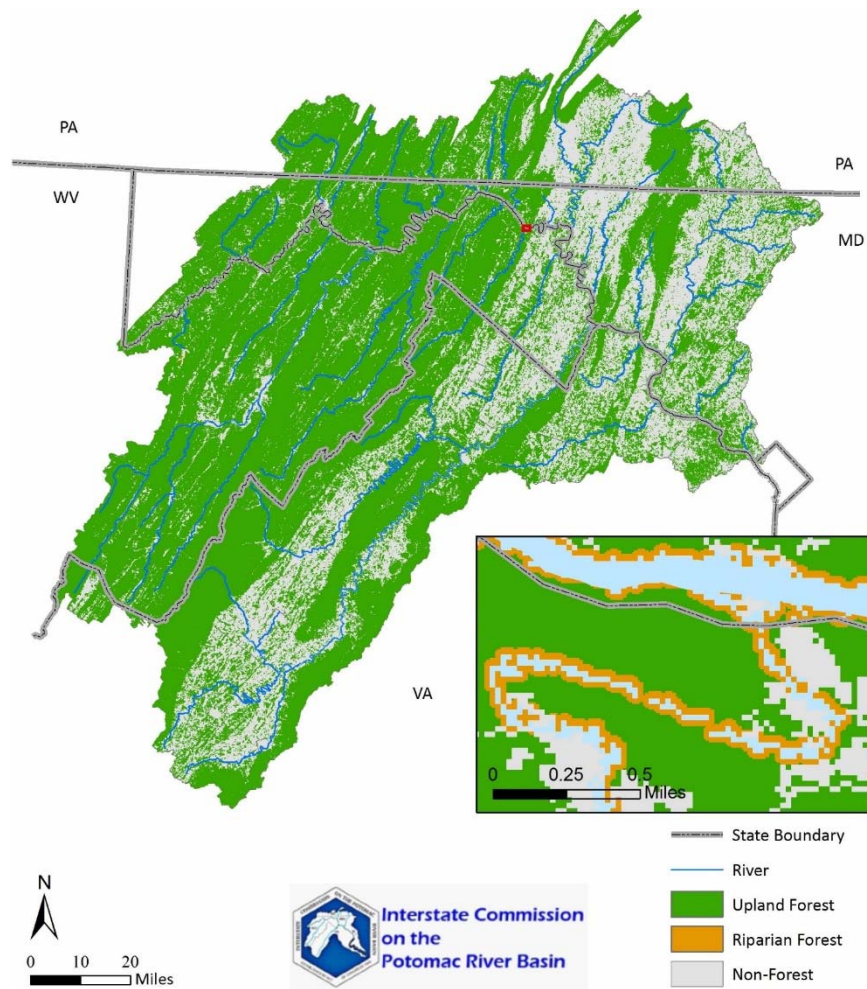 PA
PA
WV
MD
VA
0 0.25 0.5
Miles
State Boundary
River
Upland Forest
Riparian Forest
Non-Forest
N
0 10 20
Miles
Interstate Commission
on the
Potomac River Basin